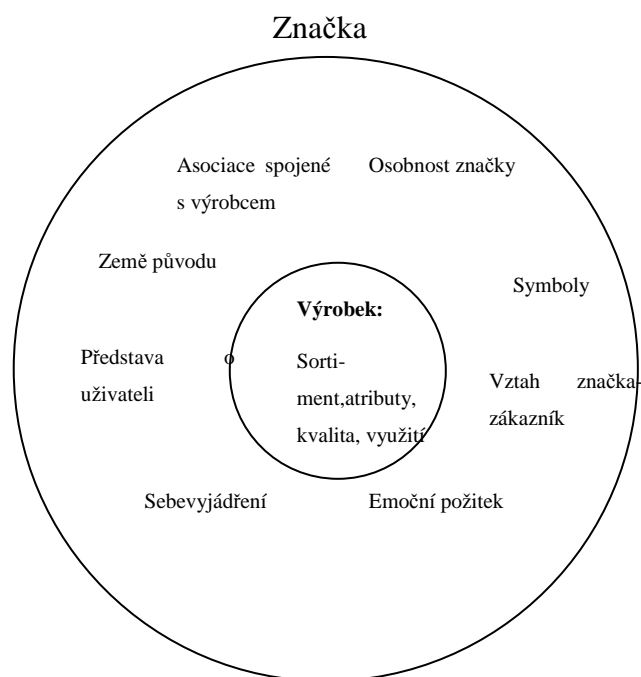 Značka
Asociace spojené
s výrobcem
Osobnost značky
Země původu
Symboly
Výrobek:
Představa o
uživateli
Sorti-
ment,atributy,
kvalita, využití
Vztah značka-
zákazník
Sebevyjádření
Emoční požitek